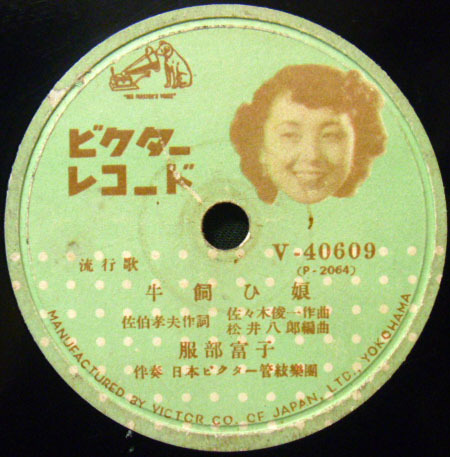 "HIS MASTER'S VOICE"
ビクター
レコード
V-40609
(P-2064)
流行歌
牛飼ひ娘
佐伯孝夫作詞
佐々木俊一作曲
松井八郎編曲
服部富子
伴奏 日本ビクター管絃樂團
MANUFACTURED BY VICTOR CO. OF JAPAN, LTD., YOKOHAMA